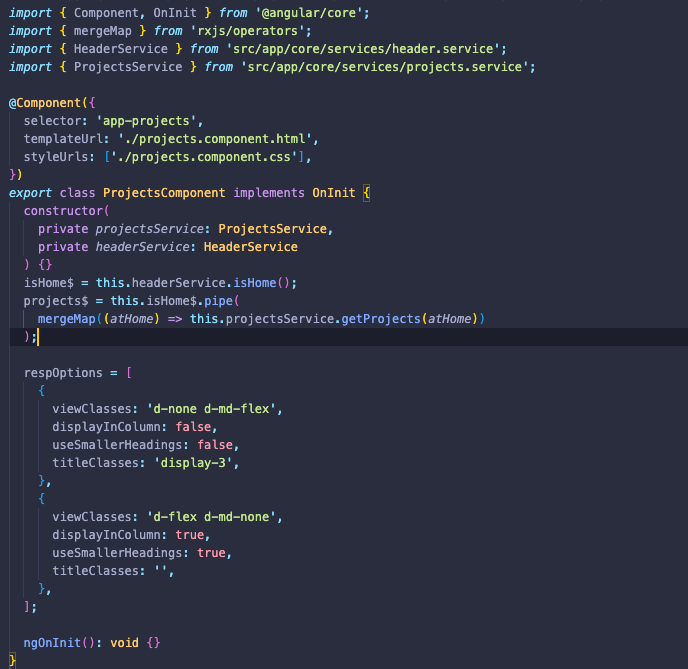 import { Component, OnInit } from '@angular/core';
import { mergeMap } from 'rxjs/operators';
import { HeaderService } from 'src/app/core/services/header.service';
import { ProjectsService } from 'src/app/core/services/projects.service';

@Component({
  selector: 'app-projects',
  templateUrl: './projects.component.html',
  styleUrls: ['./projects.component.css'],
})
export class ProjectsComponent implements OnInit {
  constructor(
    private projectsService: ProjectsService,
    private headerService: HeaderService
  ) {}
  isHome$ = this.headerService.isHome();
  projects$ = this.isHome$.pipe(
    mergeMap((atHome) => this.projectsService.getProjects(atHome))
  );

  respOptions = [
    {
      viewClasses: 'd-none d-md-flex',
      displayInColumn: false,
      useSmallerHeadings: false,
      titleClasses: 'display-3',
    },
    {
      viewClasses: 'd-flex d-md-none',
      displayInColumn: true,
      useSmallerHeadings: true,
      titleClasses: '',
    },
  ];

  ngOnInit(): void {}
}